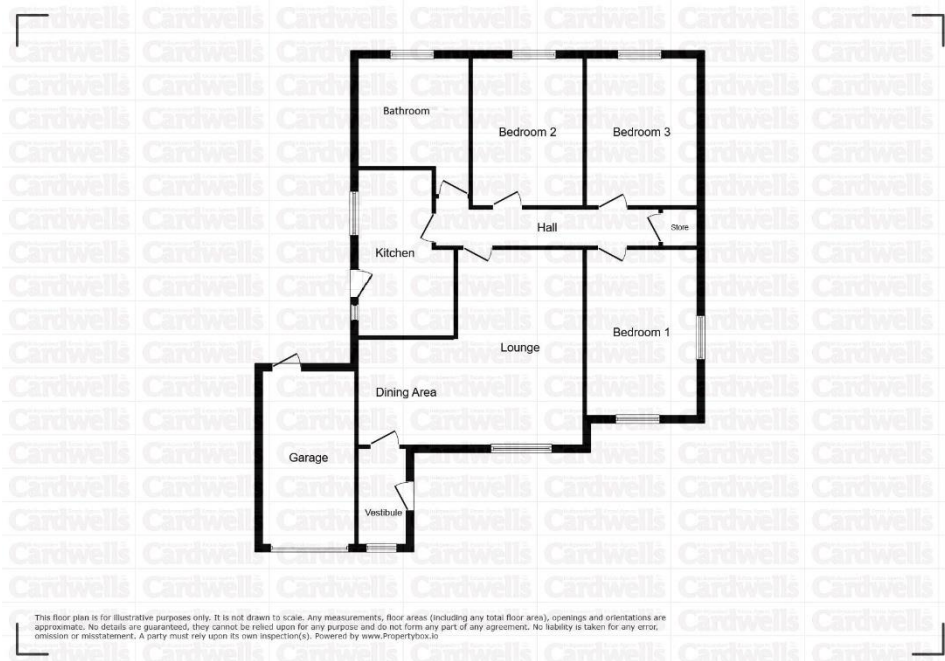 Bathroom
Bedroom 2
Bedroom 3
Hall
Store
Kitchen
Bedroom 1
Lounge
Dining Area
Garage
Vestibule
This floor plan is for illustrative purposes only. It is not drawn to scale. Any measurements, floor areas (including any total floor area), openings and orientations are
approximate. No details are guaranteed, they cannot be relied upon for any purpose and do not form any part of any agreement. No liability is taken for any error,
omission or misstatement. A party must rely upon its own inspection(s). Powered by www.Propertybox.io
Cardwells